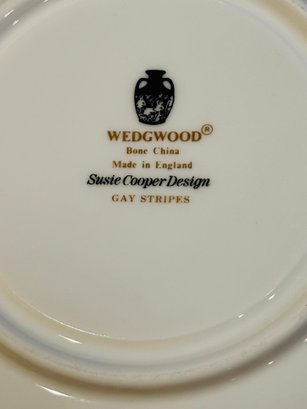 WEDGWOOD®
Bone China
Made in England
Susie Cooper Design
GAY STRIPES